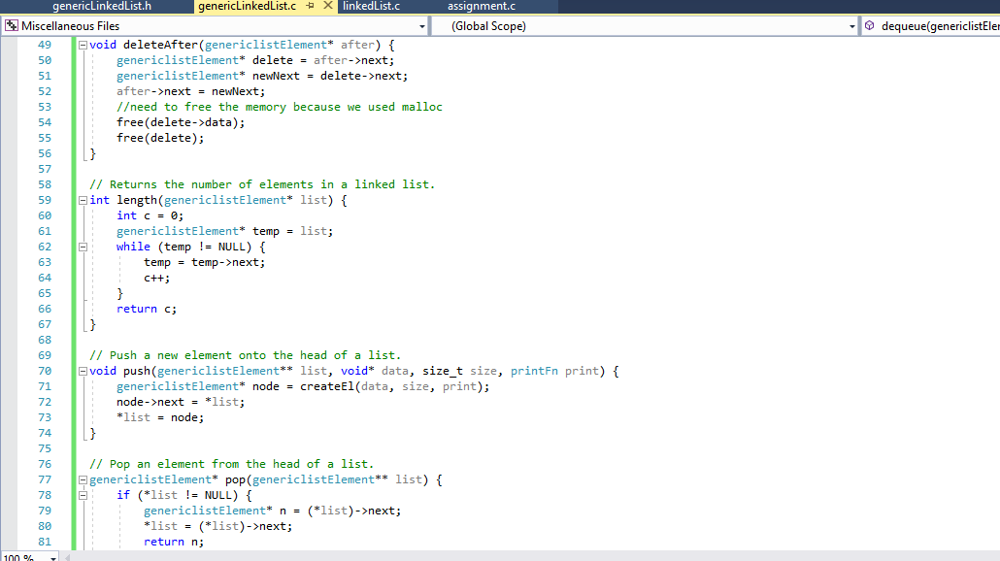 genericLinkedList.h genericLinkedList.c linkedList.c assignment.c
Miscellaneous Files (Global Scope) dequeue(genericlistEler
49 void deleteAfter(genericlistElement* after) {
50 genericlistElement* delete = after->next;
51 genericlistElement* newNext = delete->next;
52 after->next = newNext;
53 //need to free the memory because we used malloc
54 free(delete->data);
55 free(delete);
56 }
57
58 // Returns the number of elements in a linked list.
59 int length(genericlistElement* list) {
60 int c = 0;
61 genericlistElement* temp = list;
62 while (temp != NULL) {
63 temp = temp->next;
64 c++;
65 }
66 return c;
67 }
68
69 // Push a new element onto the head of a list.
70 void push(genericlistElement** list, void* data, size_t size, printFn print) {
71 genericlistElement* node = createEl(data, size, print);
72 node->next = *list;
73 *list = node;
74 }
75
76 // Pop an element from the head of a list.
77 genericlistElement* pop(genericlistElement** list) {
78 if (*list != NULL) {
79 genericlistElement* n = (*list)->next;
80 *list = (*list)->next;
81 return n;
100 %